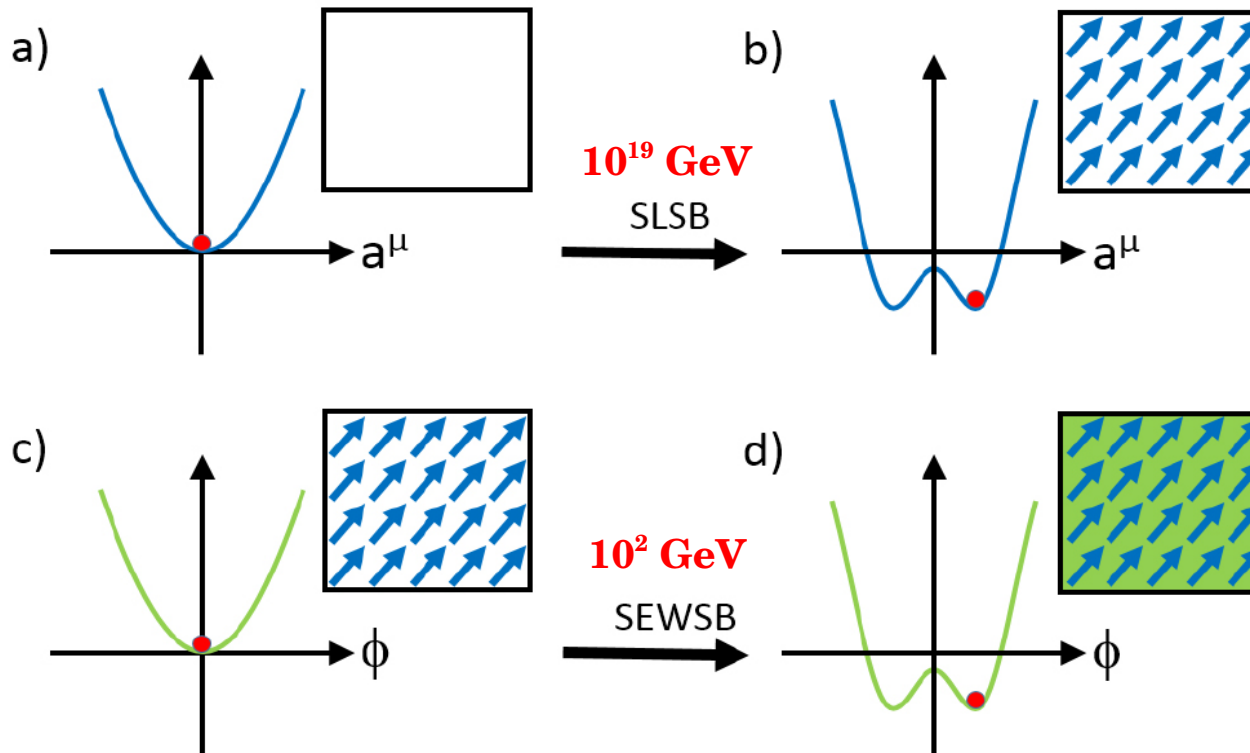 a)
b)
10¹⁹ GeV
SLSB
aμ
aμ
c)
d)
10² GeV
SEWSB
ϕ
ϕ